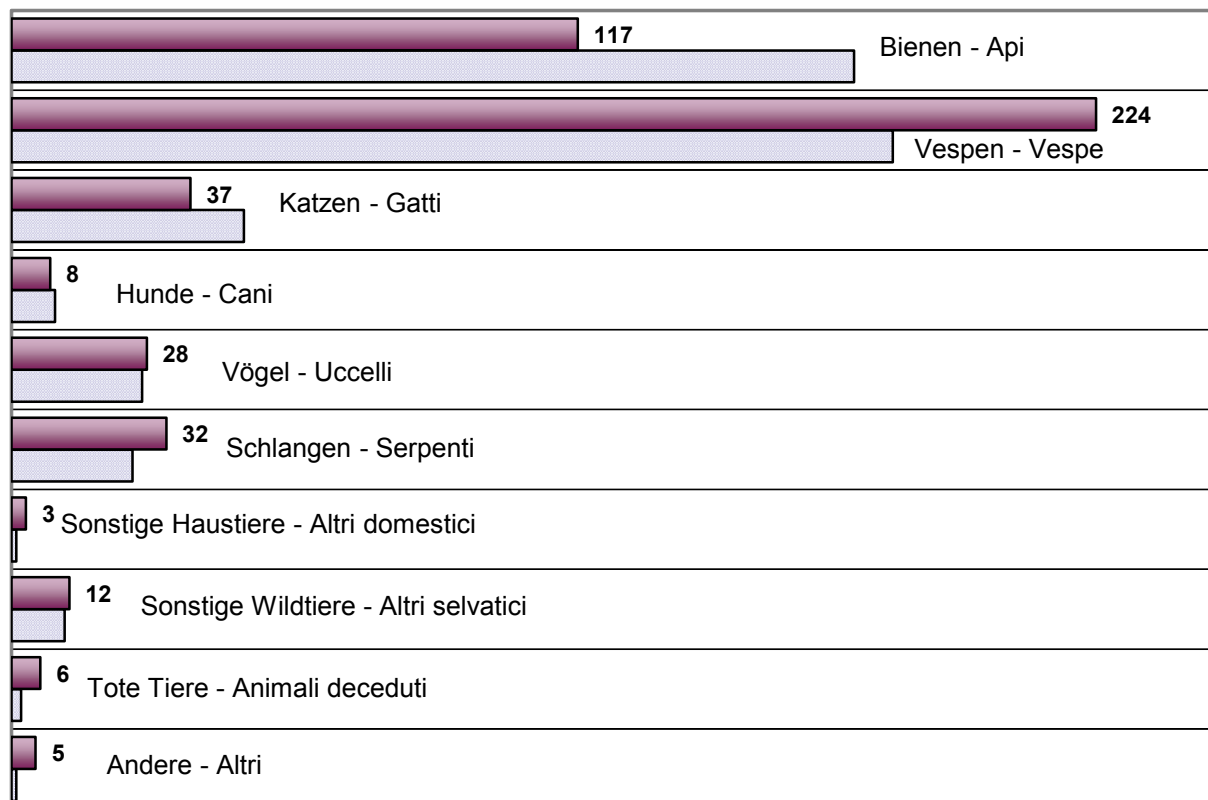 117 Bienen - Api
224
Vespen - Vespe
37 Katzen - Gatti
8
Hunde - Cani
28
Vögel - Uccelli
32
Schlangen - Serpenti
3 Sonstige Haustiere - Altri domestici
12 Sonstige Wildtiere - Altri selvatici
6
Tote Tiere - Animali deceduti
5
Andere - Altri